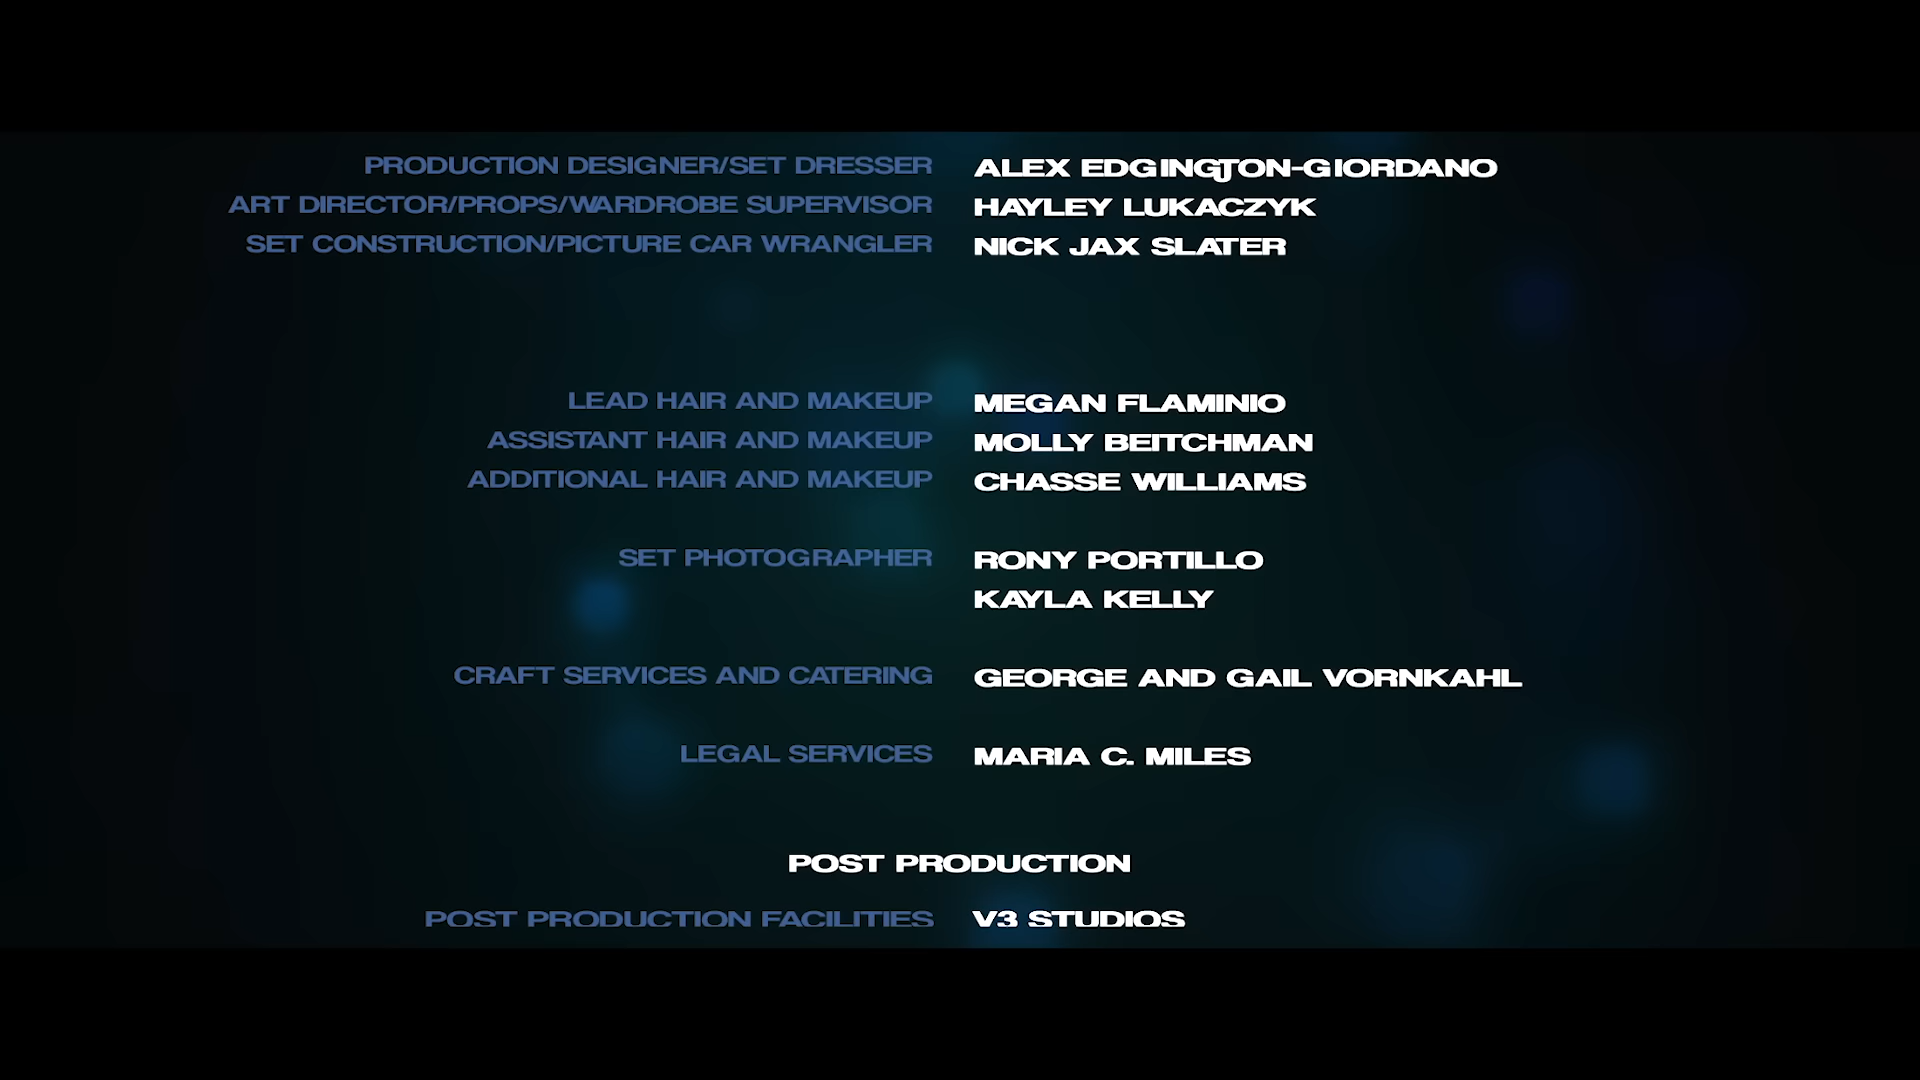 PRODUCTION DESIGNER/SET DRESSER ALEX EDGINGTON-GIORDANO
ART DIRECTOR/PROPS/WARDROBE SUPERVISOR HAYLEY LUKACZYK
SET CONSTRUCTION/PICTURE CAR WRANGLER NICK JAX SLATER
LEAD HAIR AND MAKEUP MEGAN FLAMINIO
ASSISTANT HAIR AND MAKEUP MOLLY BEITCHMAN
ADDITIONAL HAIR AND MAKEUP CHASSE WILLIAMS
SET PHOTOGRAPHER RONY PORTILLO
KAYLA KELLY
CRAFT SERVICES AND CATERING GEORGE AND GAIL VORNKAHL
LEGAL SERVICES MARIA C. MILES
POST PRODUCTION
POST PRODUCTION FACILITIES V3 STUDIOS